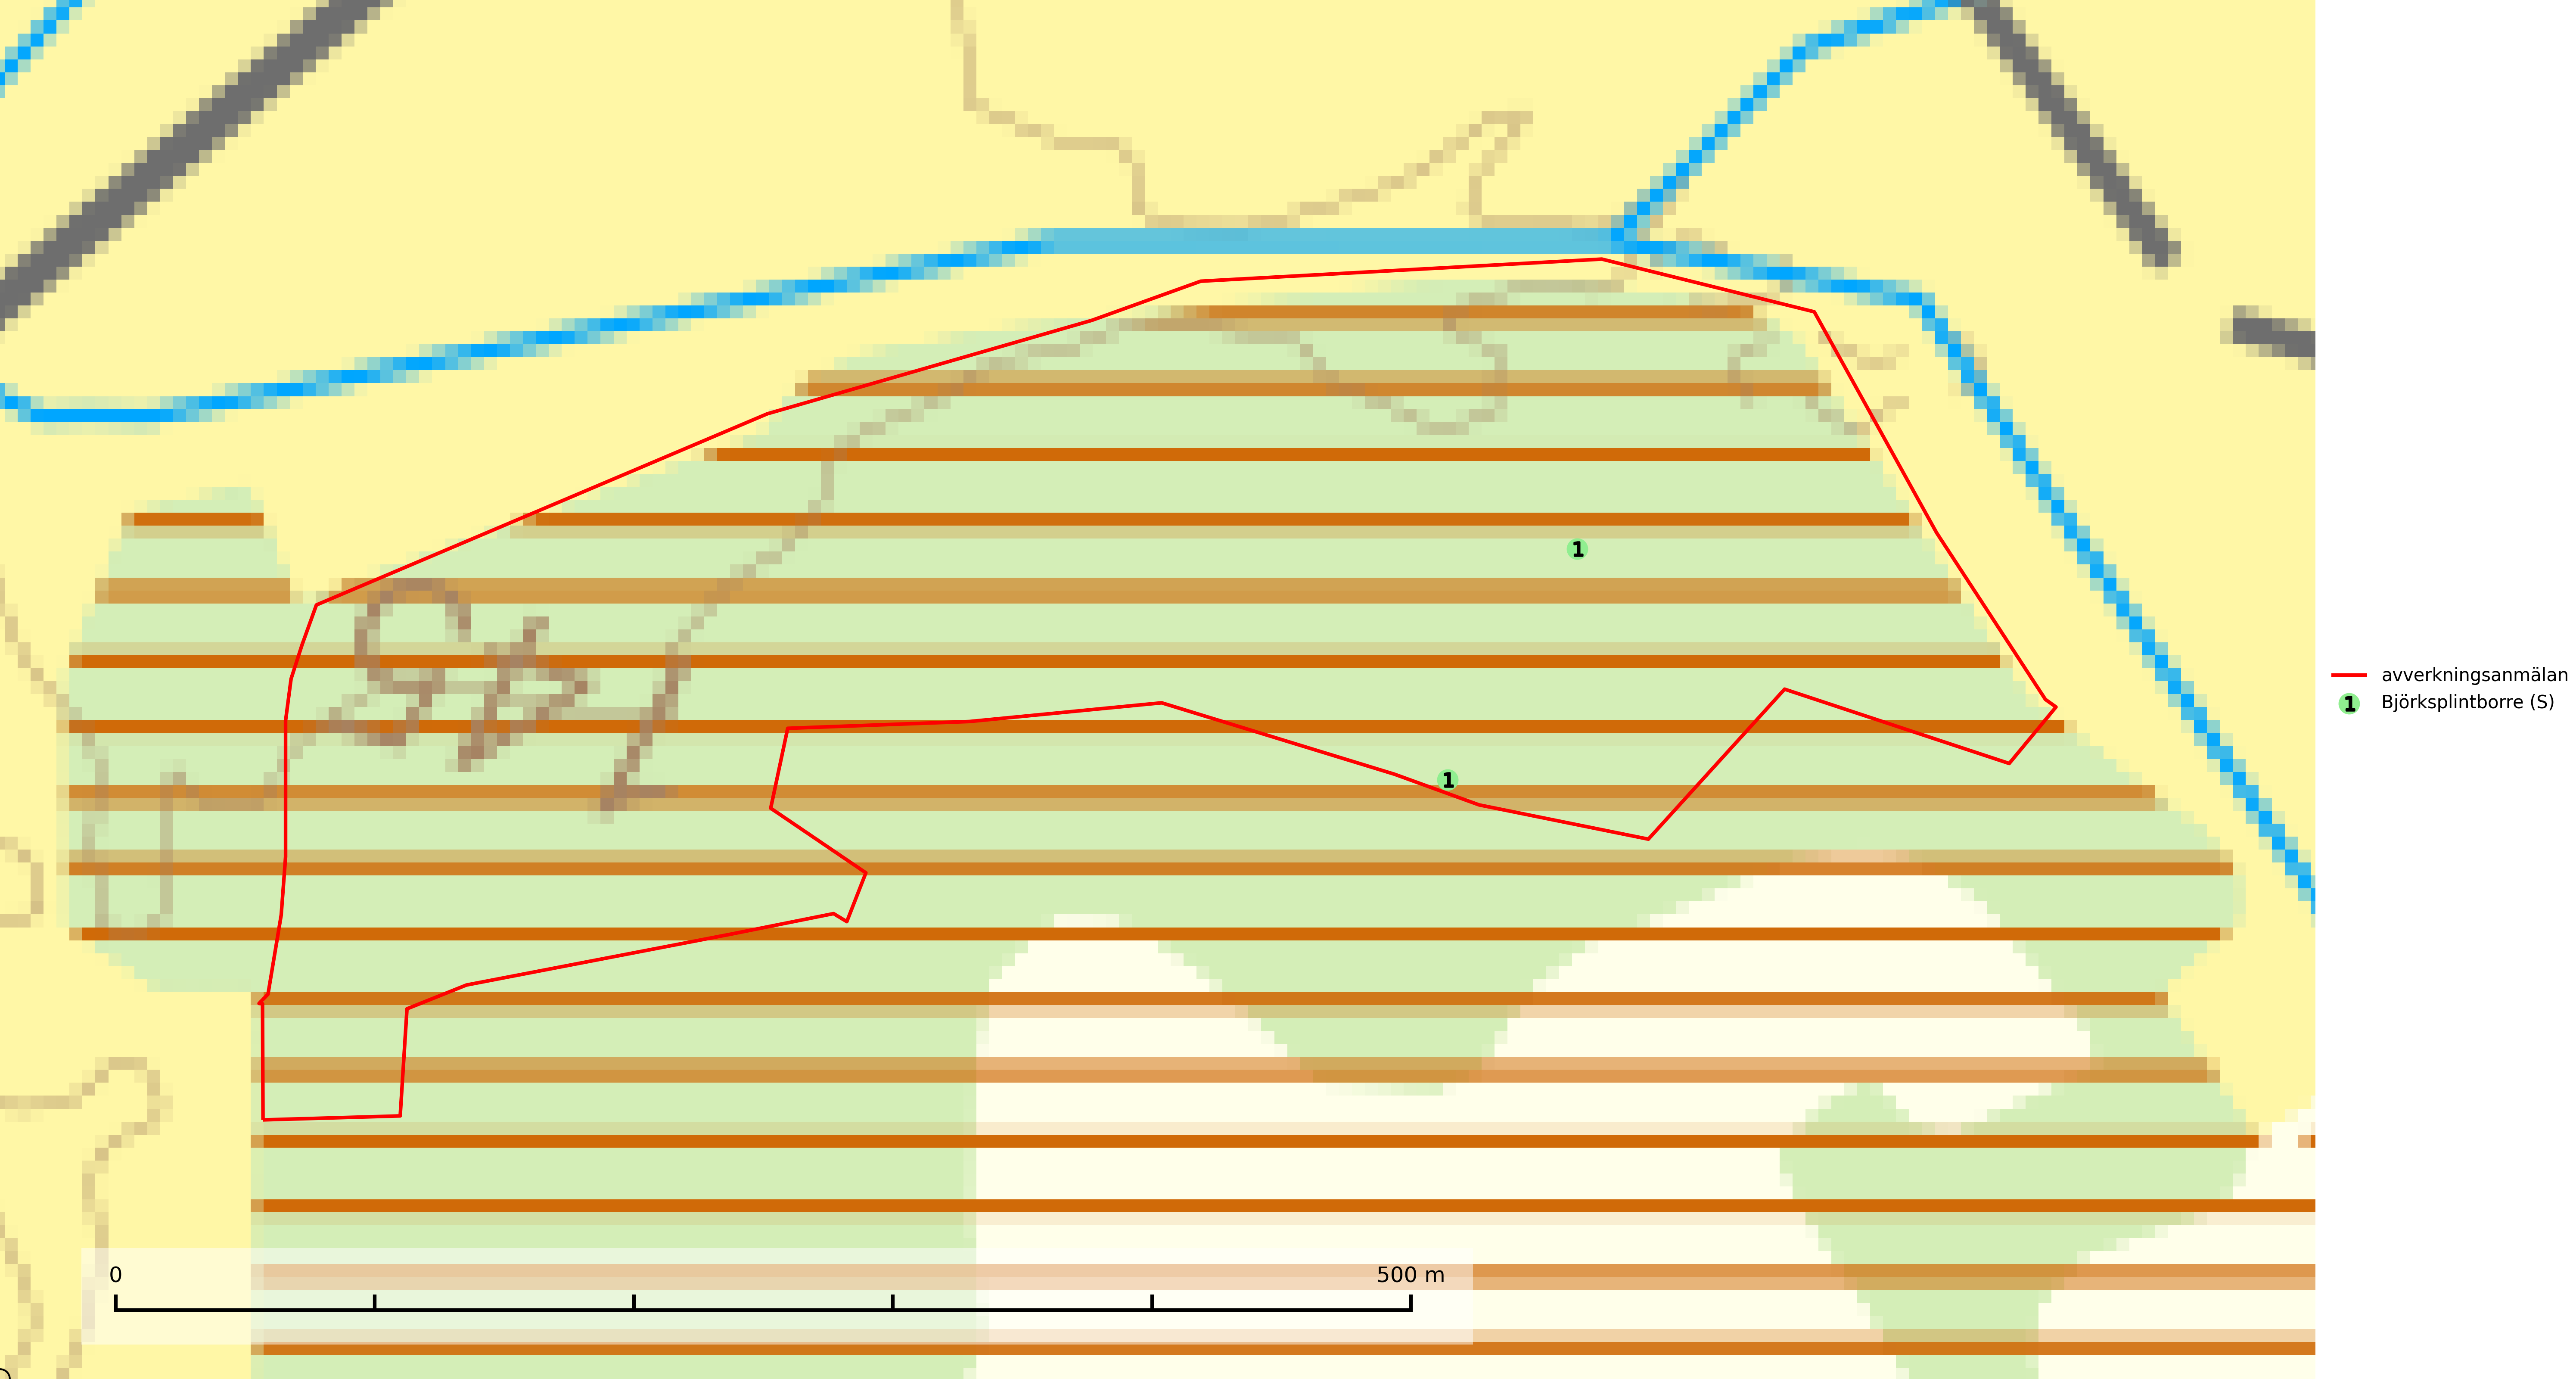 1
1
avverkningsanmälan
1 Björksplintborre (S)
0 500 m